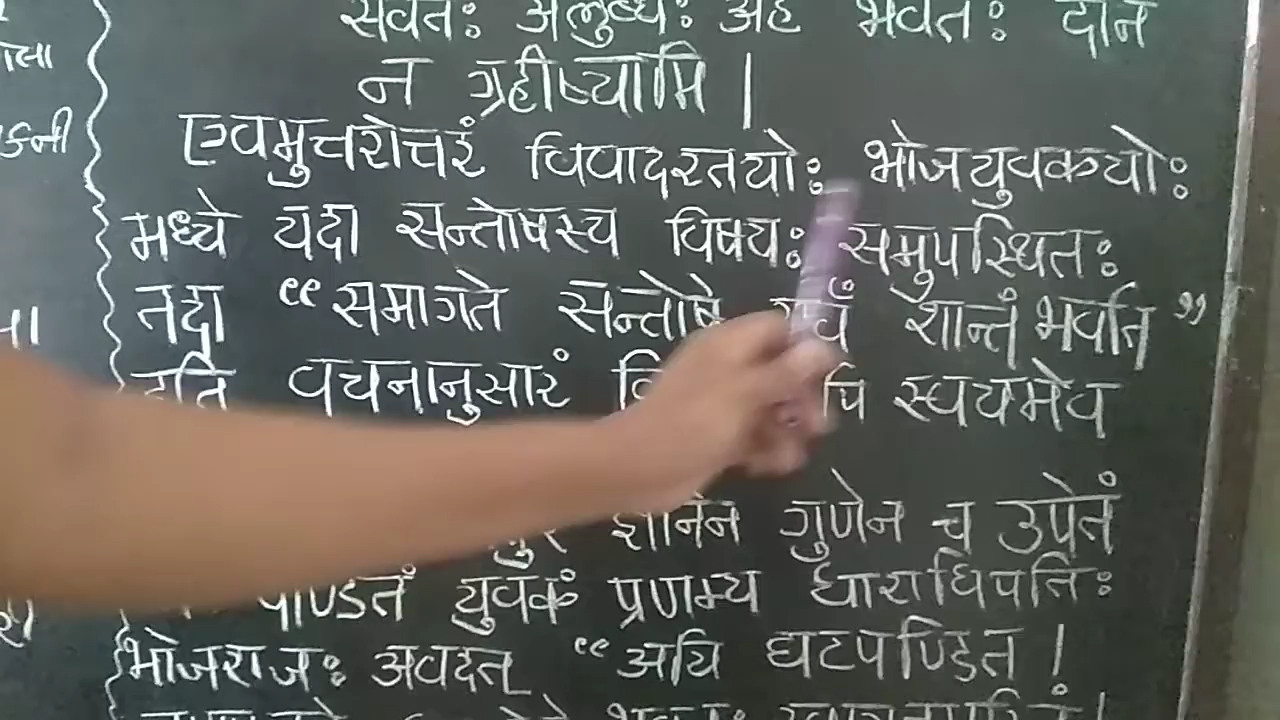 सर्वतः अलुब्धः अहं भवतः दानं
न ग्रहीष्यामि ।
एवमुत्तरोत्तरं विवादरतयोः भोजयुवकयोः
मध्ये यदा सन्तोषस्य विषयः समुपस्थितः
तदा “समागते सन्तोषे शान्तं भवति”
इति वचनानुसारं स्वयमेव
ज्ञानेन गुणेन च उपेतं
पण्डितं युवकं प्रणम्य धाराधिपतिः
भोजराजः अवदत् “अयि घटपण्डित !